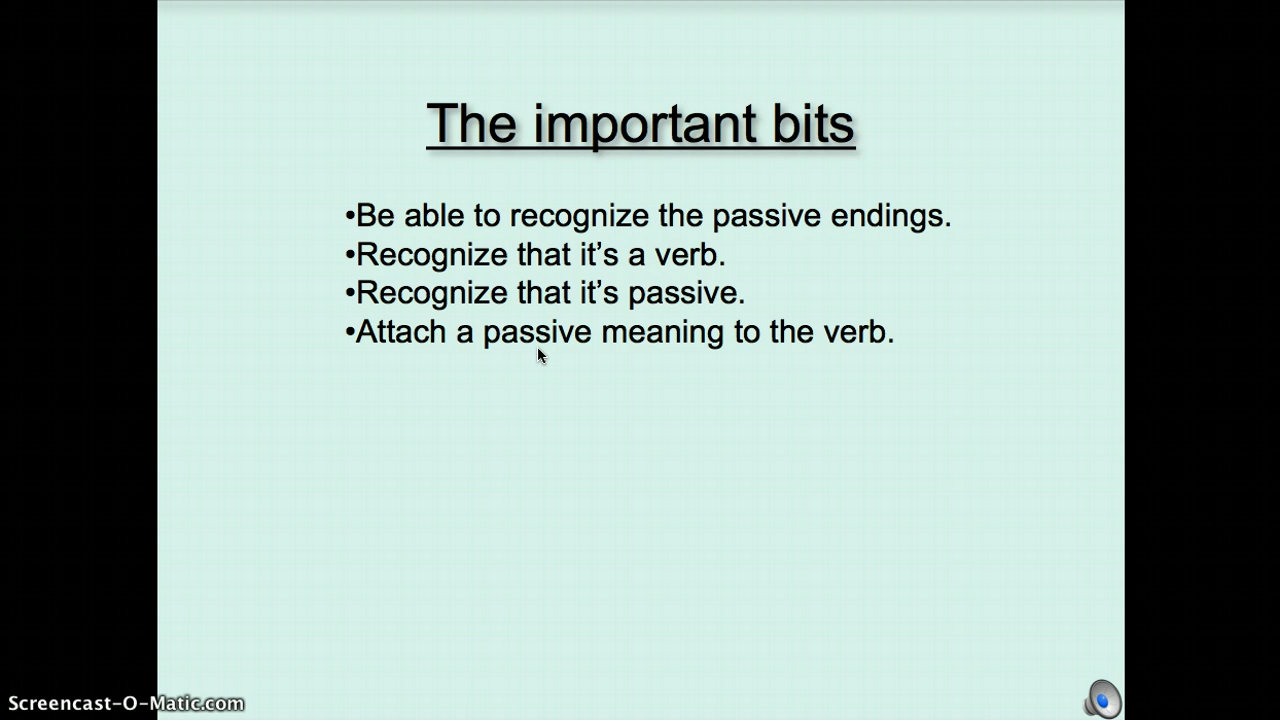 The important bits
•Be able to recognize the passive endings.
•Recognize that it’s a verb.
•Recognize that it’s passive.
•Attach a passive meaning to the verb.
Screencast-O-Matic.com